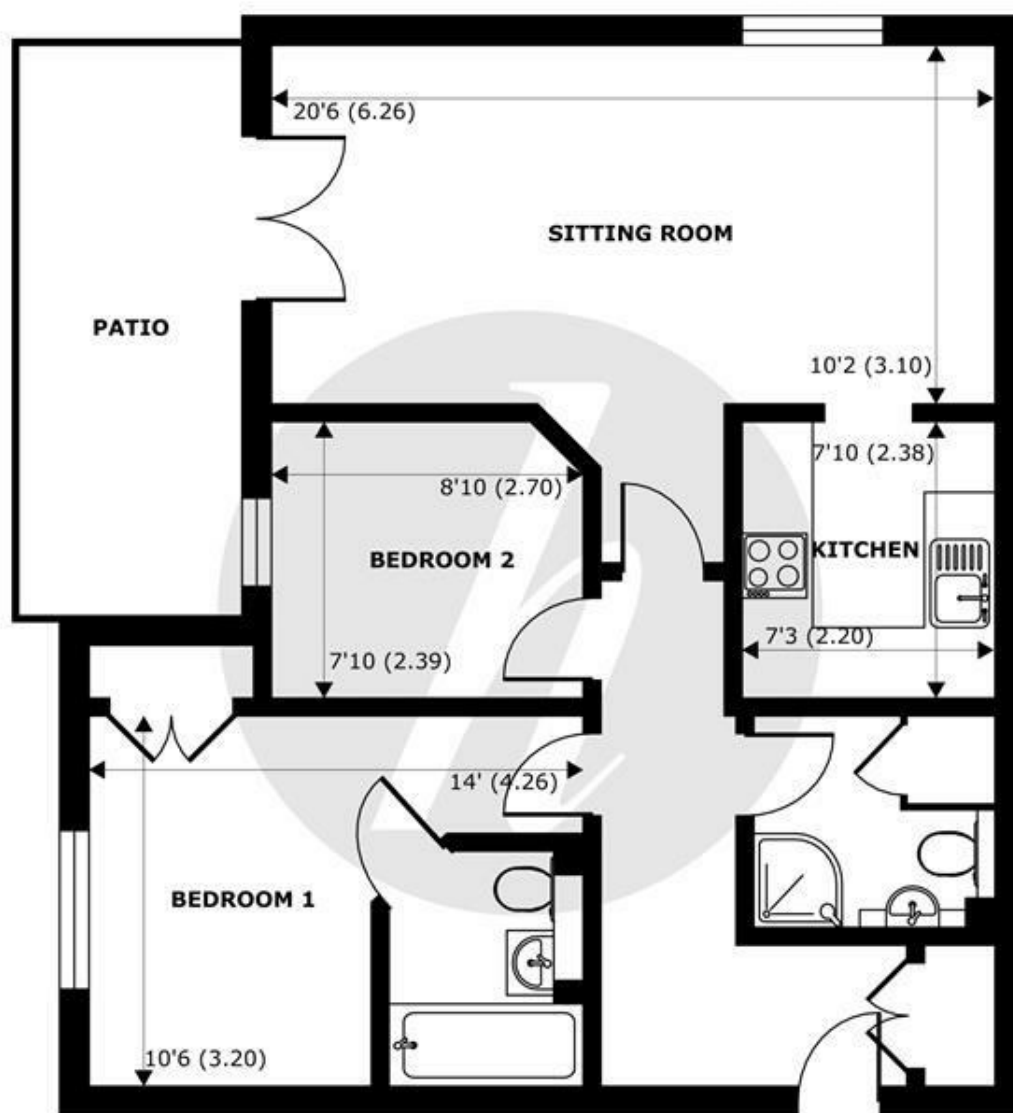 20'6 (6.26)
SITTING ROOM
PATIO
10'2 (3.10)
7'10 (2.38)
8'10 (2.70)
BEDROOM 2
KITCHEN
7'3 (2.20)
7'10 (2.39)
14' (4.26)
BEDROOM 1
10'6 (3.20)
h